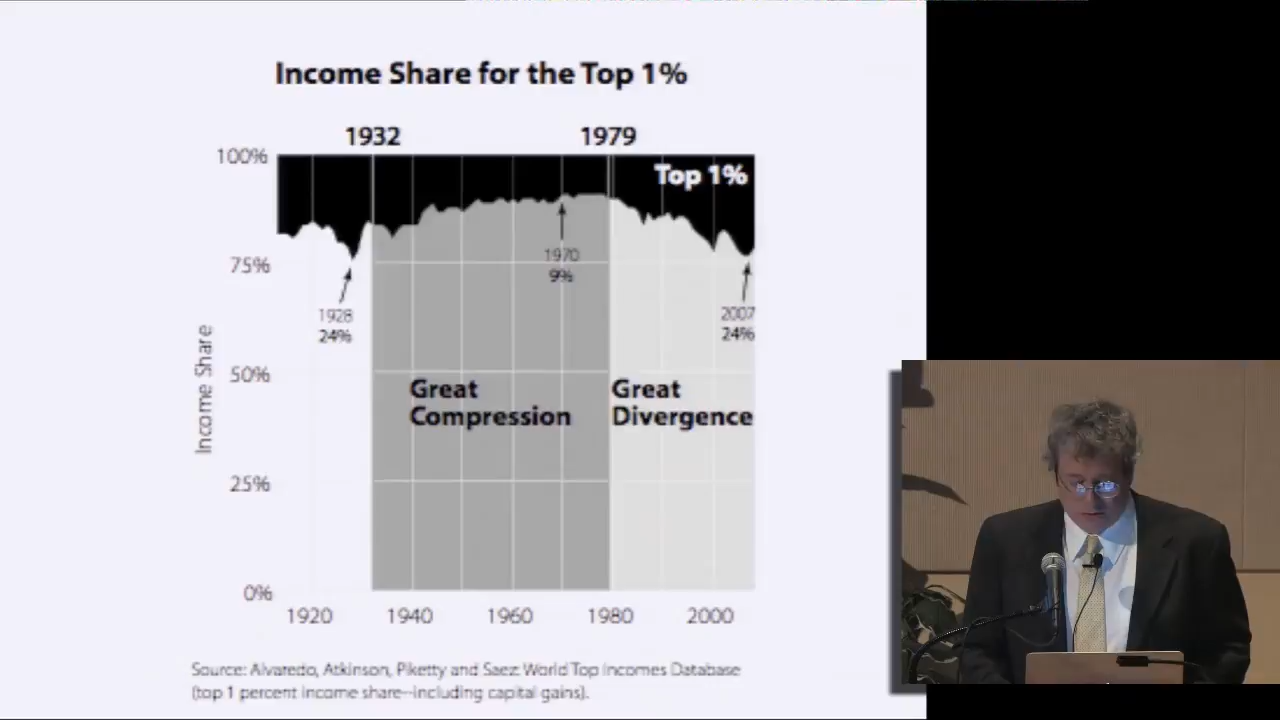 Income Share for the Top 1%
1932
1979
100%
Top 1%
75%
1970
9%
1928
24%
2007
24%
Income Share
50%
Great
Compression
Great
Divergence
25%
0%
1920
1940
1960
1980
2000
Source: Alvaredo, Atkinson, Piketty and Saez: World Top Incomes Database
(top 1 percent income share--including capital gains).